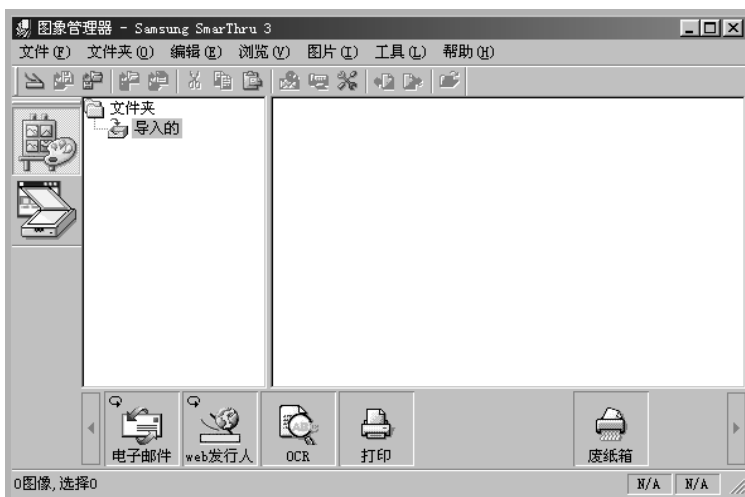 图象管理器 - Samsung SmarThru 3
文件(F) 文件夹(O) 编辑(E) 浏览(V) 图片(I) 工具(L) 帮助(H)
文件夹
导入的
电子邮件 web发行人 OCR 打印 废纸箱
0图像,选择0 N/A N/A